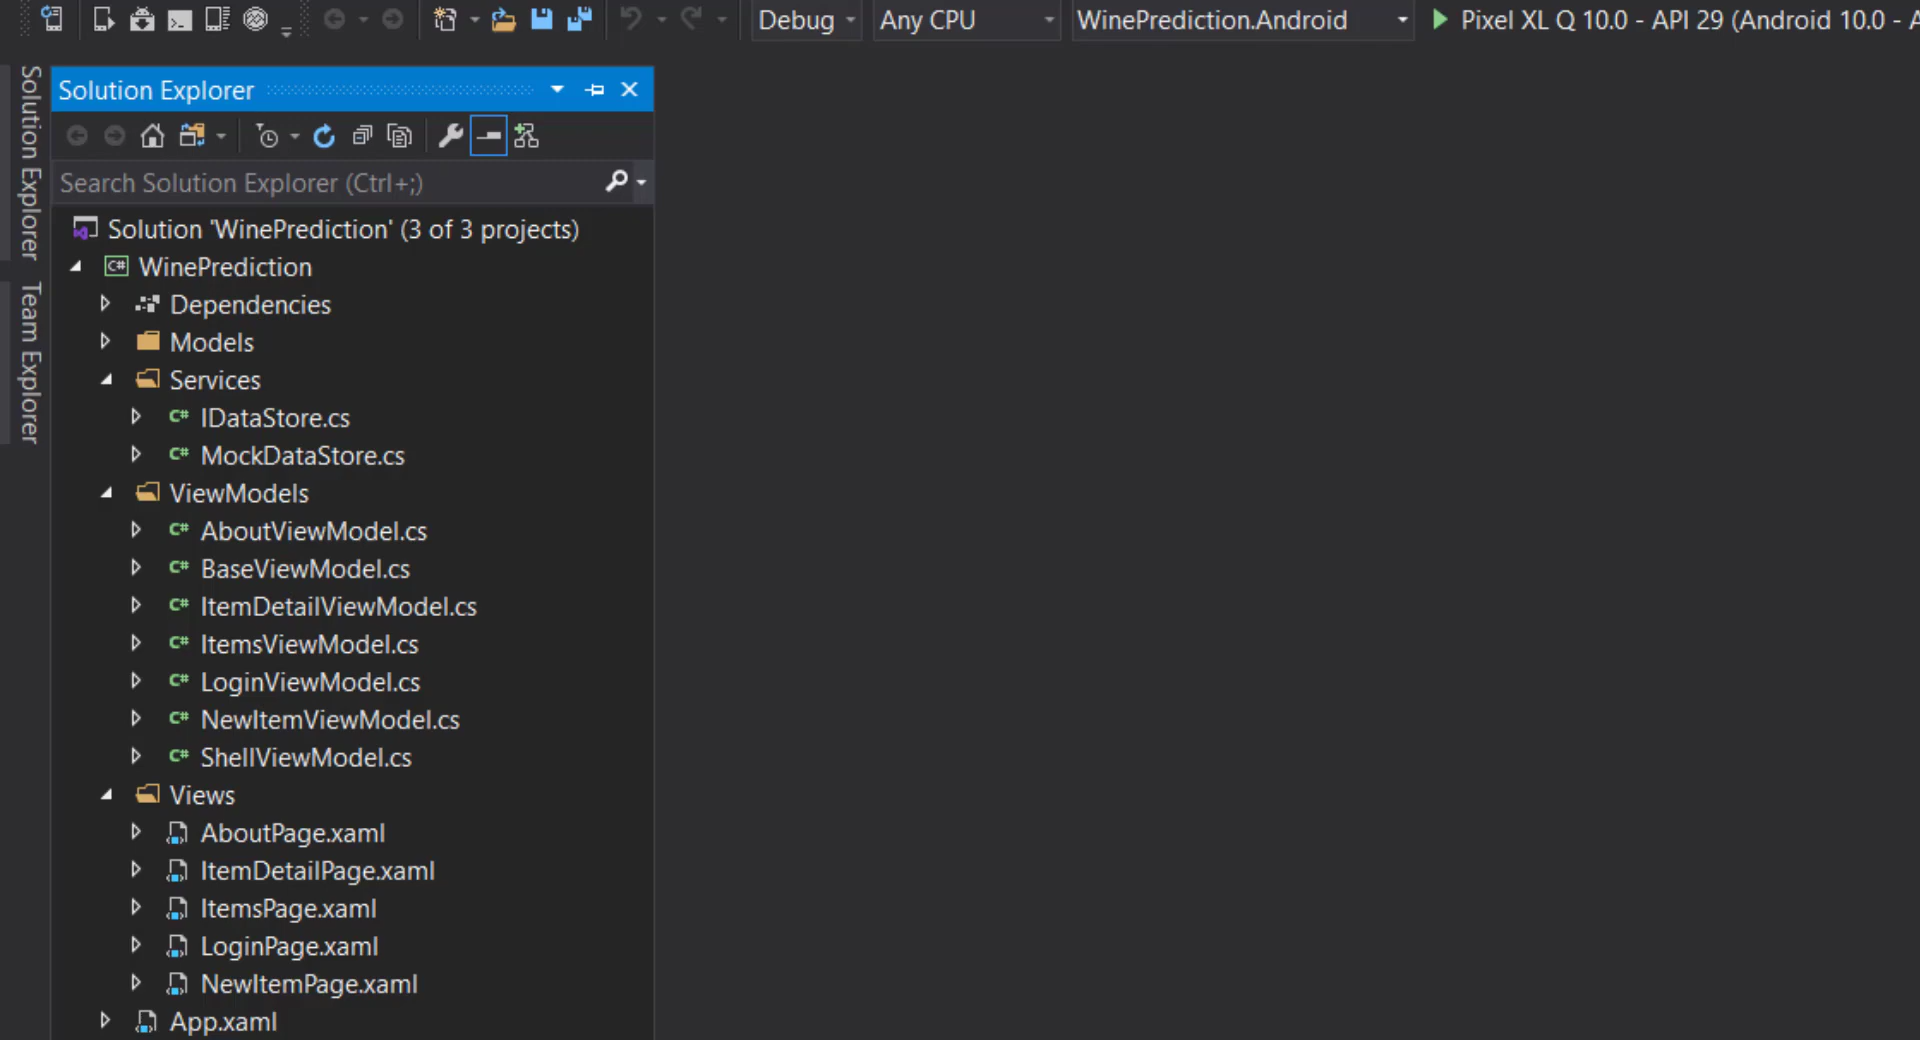 Debug
Any CPU
WinePrediction.Android
Pixel XL Q 10.0 - API 29 (Android 10.0 - A
Solution Explorer
Team Explorer
Solution Explorer
Search Solution Explorer (Ctrl+;)
Solution 'WinePrediction' (3 of 3 projects)
C# WinePrediction
Dependencies
Models
Services
C# IDataStore.cs
C# MockDataStore.cs
ViewModels
C# AboutViewModel.cs
C# BaseViewModel.cs
C# ItemDetailViewModel.cs
C# ItemsViewModel.cs
C# LoginViewModel.cs
C# NewItemViewModel.cs
C# ShellViewModel.cs
Views
AboutPage.xaml
ItemDetailPage.xaml
ItemsPage.xaml
LoginPage.xaml
NewItemPage.xaml
App.xaml